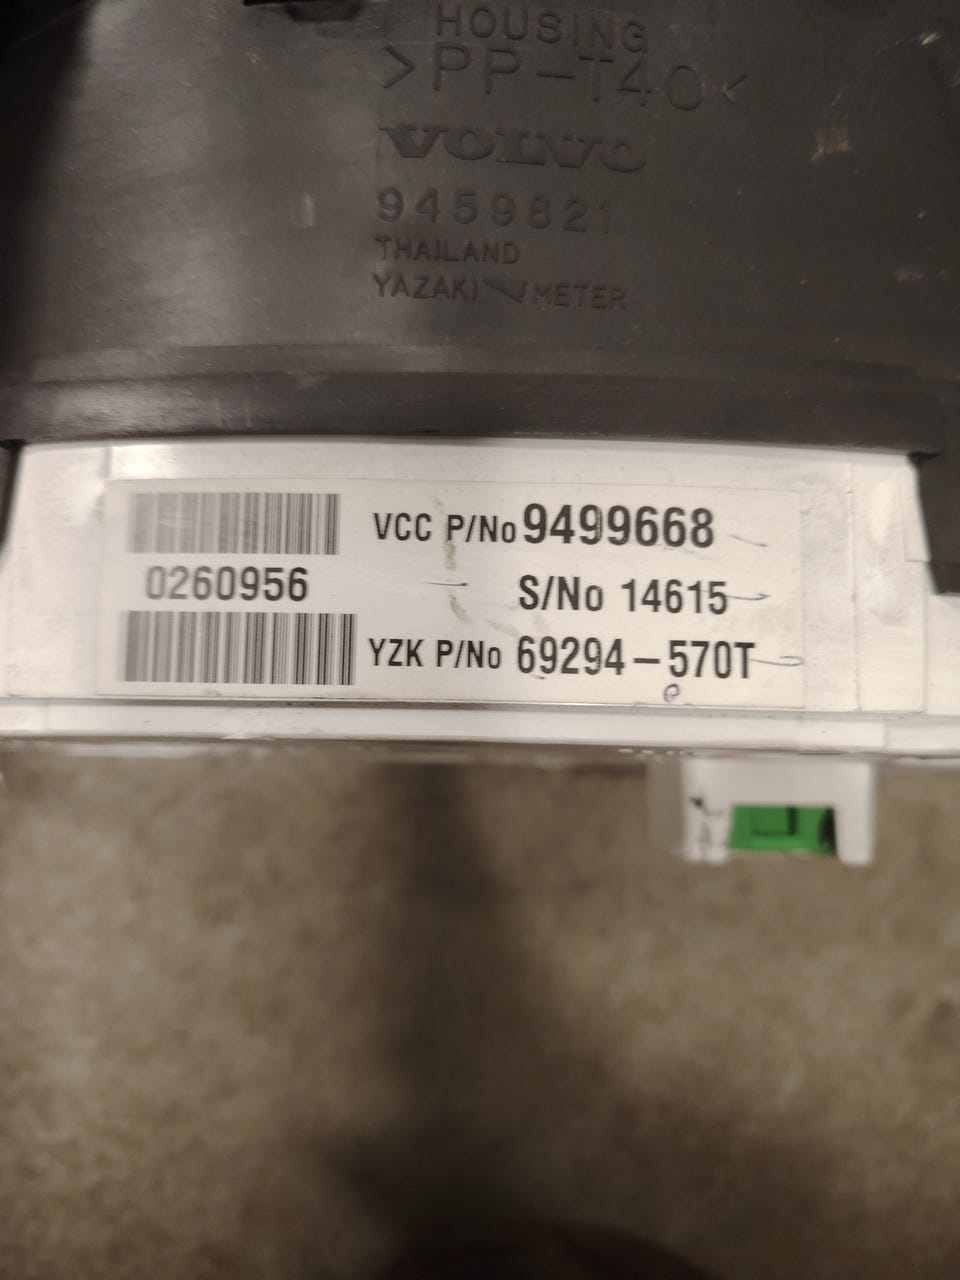 HOUSING
>PP-T40<
VOLVO
9459821
THAILAND
YAZAKI METER
VCC P/No 9499668
0260956
S/No 14615
YZK P/No 69294-570T